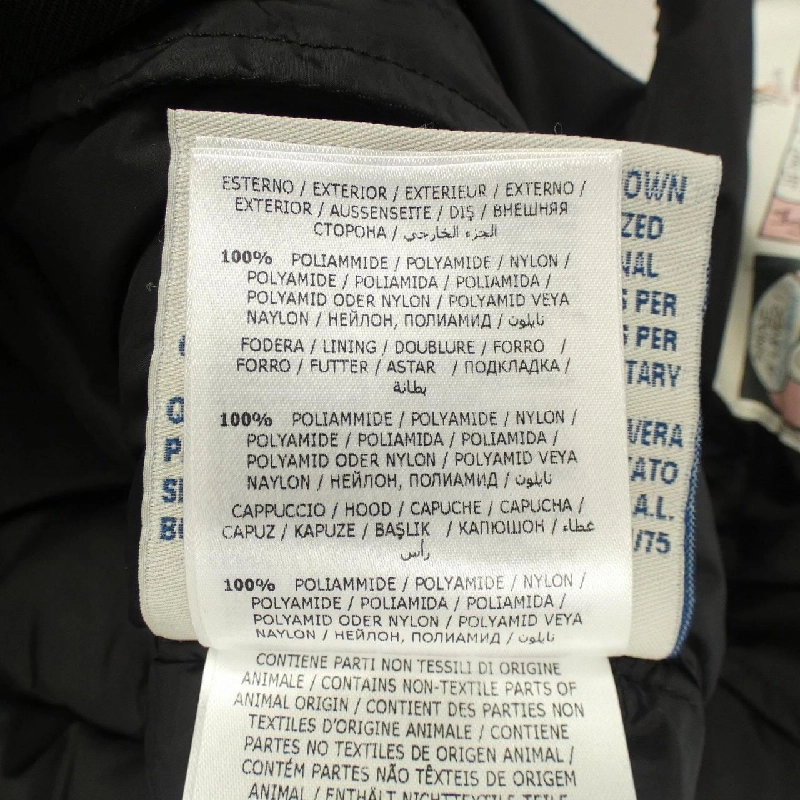 ESTERNO / EXTERIOR / EXTERIEUR / EXTERNO /
EXTERIOR / AUSSENSEITE / DIŞ / ВНЕШНЯЯ
СТОРОНА / الجزء الخارجي
100% POLIAMMIDE / POLYAMIDE / NYLON /
POLYAMIDE / POLIAMIDA / POLIAMIDA /
POLYAMID ODER NYLON / POLYAMID VEYA
NAYLON / НЕЙЛОН, ПОЛИАМИД / نايلون
FODERA / LINING / DOUBLURE / FORRO /
FORRO / FUTTER / ASTAR / ПОДКЛАДКА /
بطانة
100% POLIAMMIDE / POLYAMIDE / NYLON /
POLYAMIDE / POLIAMIDA / POLIAMIDA /
POLYAMID ODER NYLON / POLYAMID VEYA
NAYLON / НЕЙЛОН, ПОЛИАМИД / نايلون
CAPPUCCIO / HOOD / CAPUCHE / CAPUCHA /
CAPUZ / KAPUZE / BAŞLIK / КАПЮШОН / غطاء
رأس
100% POLIAMMIDE / POLYAMIDE / NYLON /
POLYAMIDE / POLIAMIDA / POLIAMIDA /
POLYAMID ODER NYLON / POLYAMID VEYA
NAYLON / НЕЙЛОН, ПОЛИАМИД / نايلون
CONTIENE PARTI NON TESSILI DI ORIGINE
ANIMALE / CONTAINS NON-TEXTILE PARTS OF
ANIMAL ORIGIN / CONTIENT DES PARTIES NON
TEXTILES D'ORIGINE ANIMALE / CONTIENE
PARTES NO TEXTILES DE ORIGEN ANIMAL /
CONTÉM PARTES NÃO TÊXTEIS DE ORIGEM
ANIMAL / ENTHÄLT NICHTTEXTILE TEILE
OWN
ZED
NAL
S PER
S PER
TARY
VERA
ATO
A.L.
/75